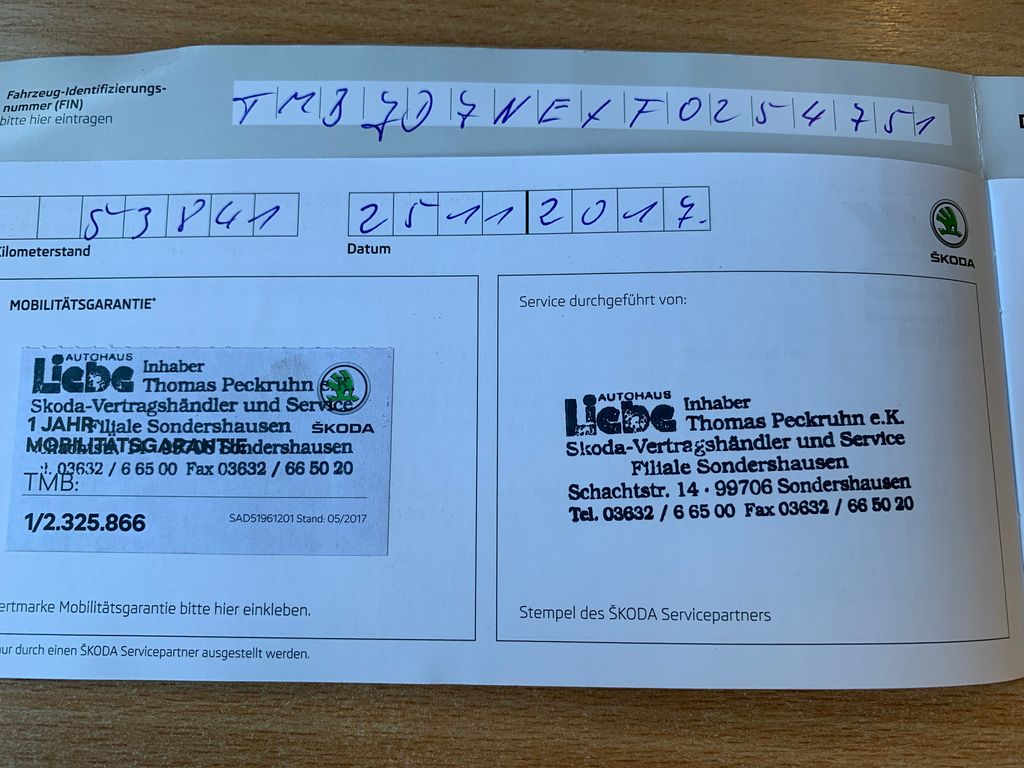 Fahrzeug-Identifizierungs-
nummer (FIN)
bitte hier eintragen
TMBJD7NEXF0254751
53841
25112017.
Kilometerstand
Datum
ŠKODA
MOBILITÄTSGARANTIE*
AUTOHAUS
Liebe Inhaber
Thomas Peckruhn e.
Skoda-Vertragshändler und Service
ŠKODA
1 JAHR Filiale Sondershausen
MOBILITÄTSGARANTIE Sondershausen
l. 03632 / 6 65 00 Fax 03632 / 66 50 20
TMB:
1/2.325.866
SAD51961201 Stand: 05/2017
ertmarke Mobilitätsgarantie bitte hier einkleben.
ur durch einen ŠKODA Servicepartner ausgestellt werden.
Service durchgeführt von:
AUTOHAUS
Liebe Inhaber
Thomas Peckruhn e.K.
Skoda-Vertragshändler und Service
Filiale Sondershausen
Schachtstr. 14 · 99706 Sondershausen
Tel. 03632 / 6 65 00 Fax 03632 / 66 50 20
Stempel des ŠKODA Servicepartners